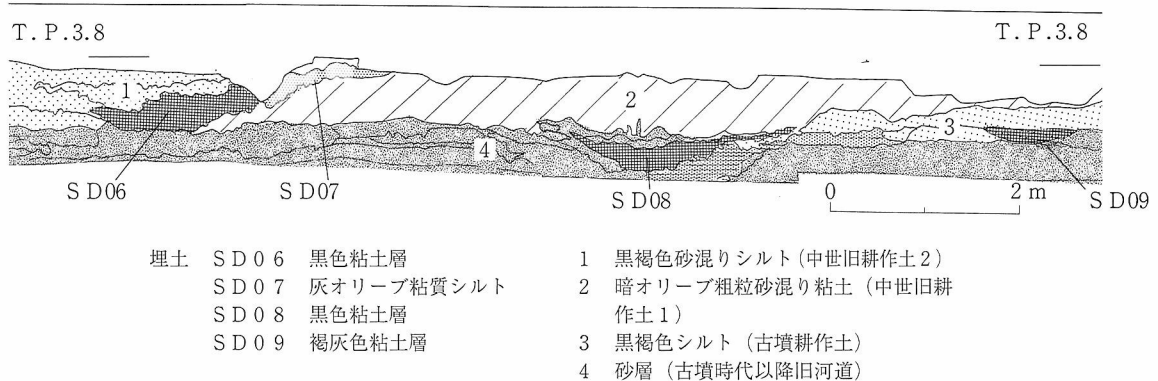 T.P.3.8 T.P.3.8
1
2
3
4
SD06 SD07 SD08 0 2m SD09
埋土 SD06 黒色粘土層
SD07 灰オリーブ粘質シルト
SD08 黒色粘土層
SD09 褐灰色粘土層
1 黒褐色砂混りシルト(中世旧耕作土2)
2 暗オリーブ粗粒砂混り粘土(中世旧耕
作土1)
3 黒褐色シルト(古墳耕作土)
4 砂層(古墳時代以降旧河道)